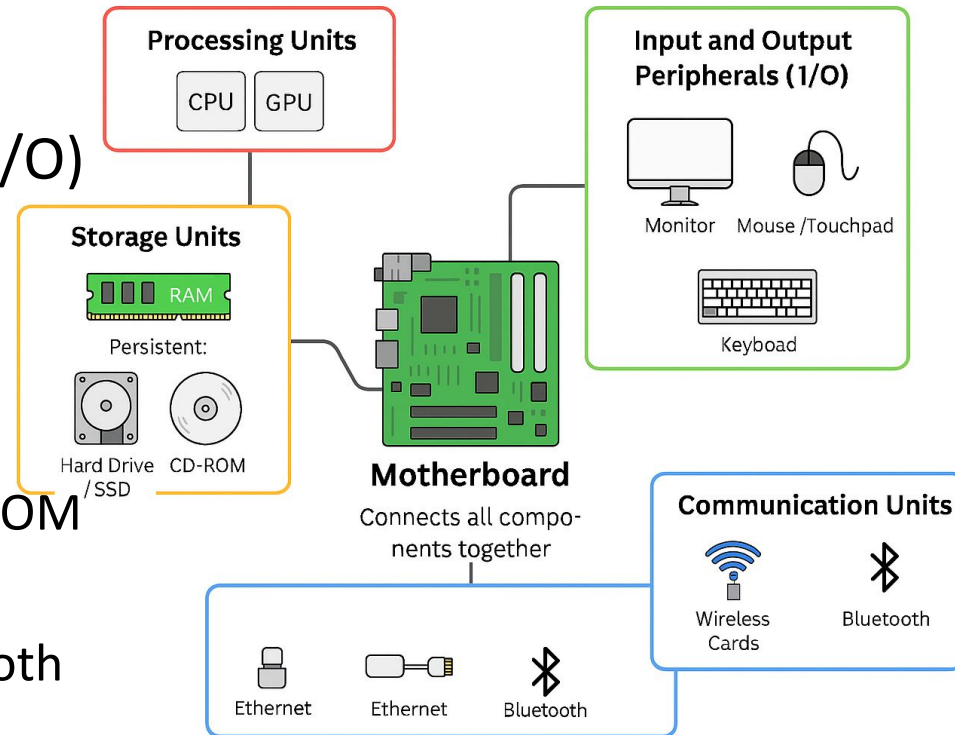 Processing Units
CPU GPU
/O)
Storage Units
RAM
Persistent:
Hard Drive
/ SSD
CD-ROM
OM
oth
Input and Output
Peripherals (1/O)
Monitor
Mouse /Touchpad
Keyboad
Motherboard
Connects all compo-
nents together
Communication Units
Wireless
Cards
Bluetooth
Ethernet
Ethernet
Bluetooth